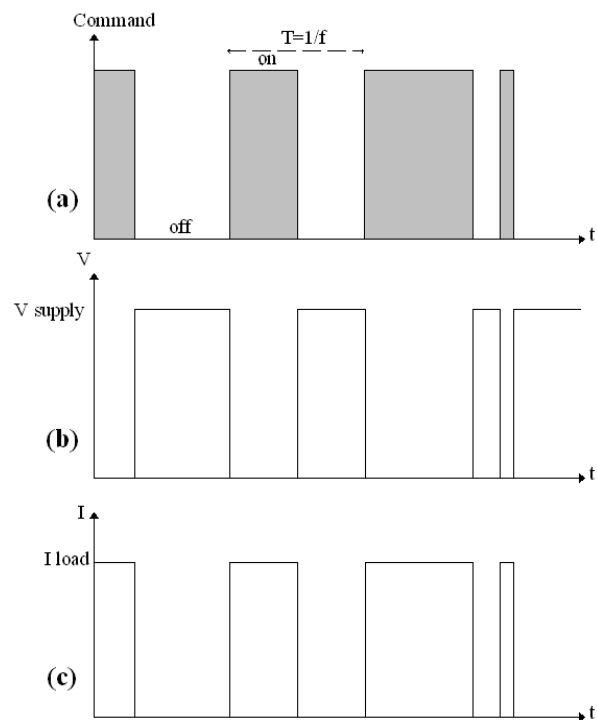 Command
T=1/f
on
(a)
off
t
V
V supply
(b)
t
I
I load
(c)
t